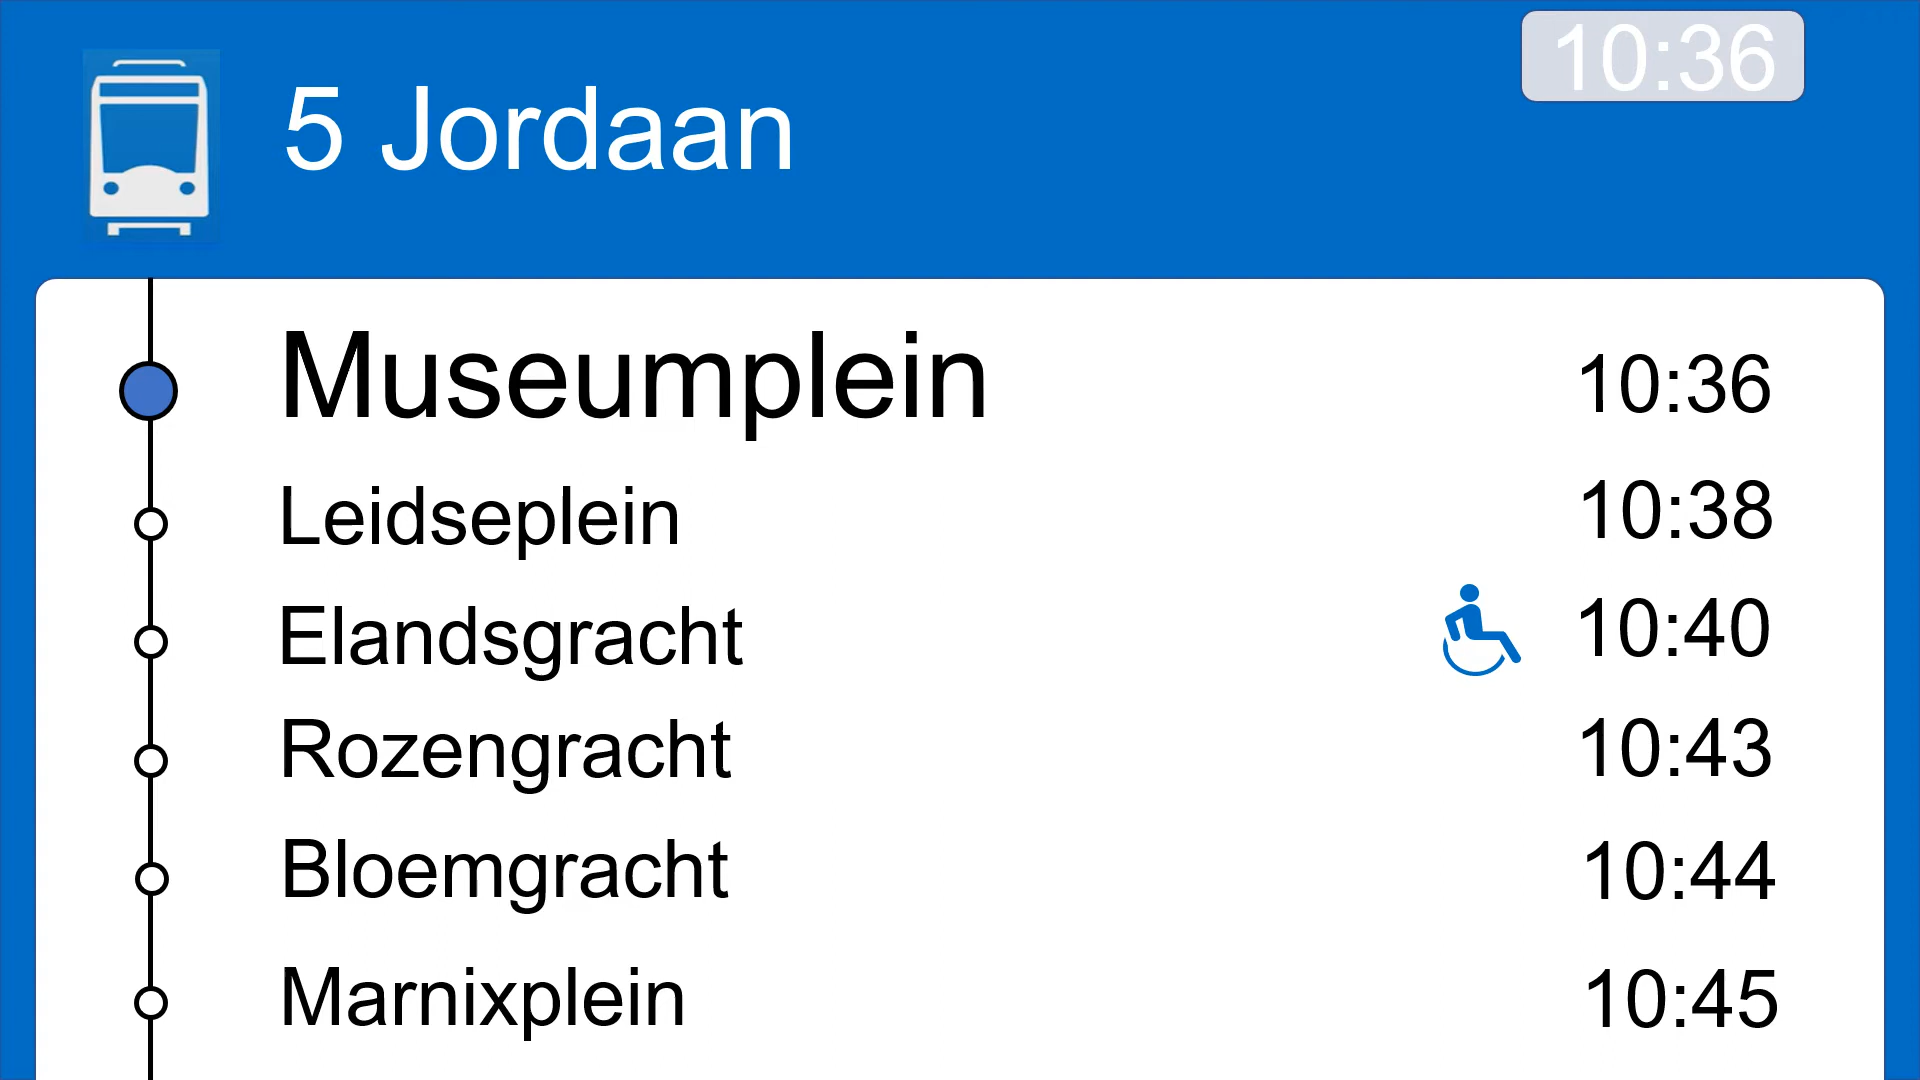 10:36
5 Jordaan
Museumplein 10:36
Leidseplein 10:38
Elandsgracht 10:40
Rozengracht 10:43
Bloemgracht 10:44
Marnixplein 10:45